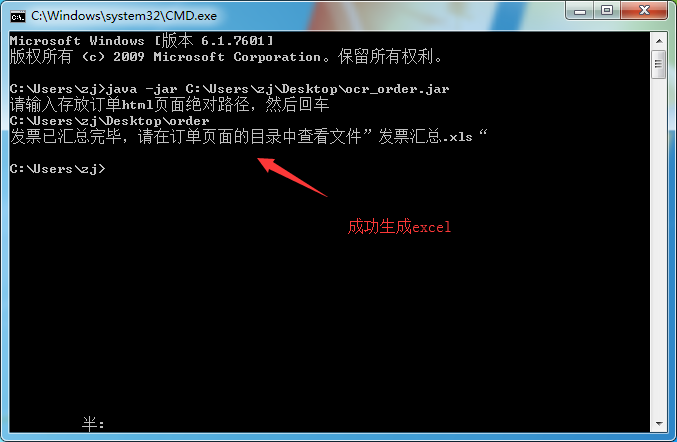 C:\Windows\system32\CMD.exe
Microsoft Windows [版本 6.1.7601]
版权所有 (c) 2009 Microsoft Corporation。保留所有权利。
C:\Users\zj>java -jar C:\Users\zj\Desktop\ocr_order.jar
请输入存放订单html页面绝对路径，然后回车
C:\Users\zj\Desktop\order
发票已汇总完毕，请在订单页面的目录中查看文件”发票汇总.xls“
C:\Users\zj>
成功生成excel
半: